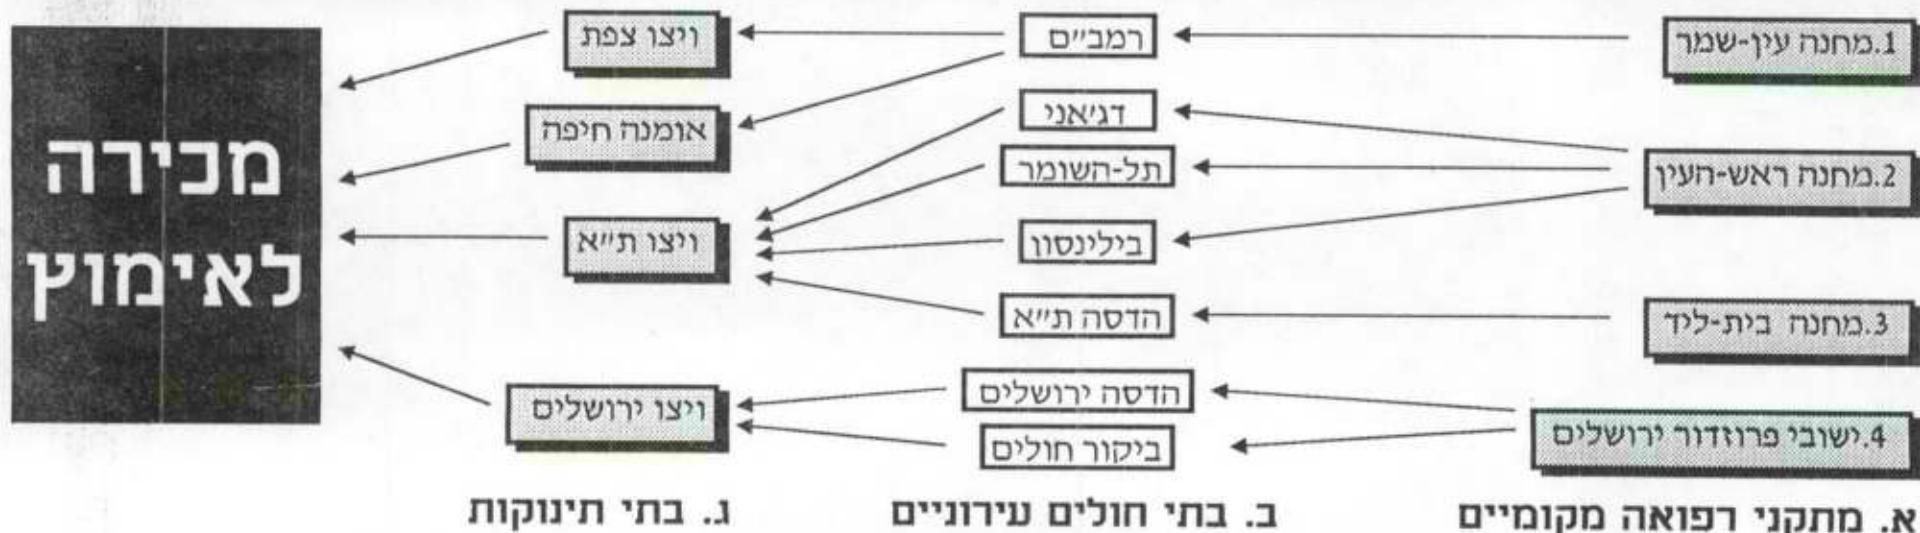 1.מחנה עין-שמר
2.מחנה ראש-העין
3.מחנה בית-ליד
4.ישובי פרוזדור ירושלים
א. מתקני רפואה מקומיים
רמב״ם
דג׳אני
תל-השומר
בילינסון
הדסה ת״א
הדסה ירושלים
ביקור חולים
ב. בתי חולים עירוניים
ויצו צפת
אומנה חיפה
ויצו ת״א
ויצו ירושלים
ג. בתי תינוקות
מכירה
לאימוץ